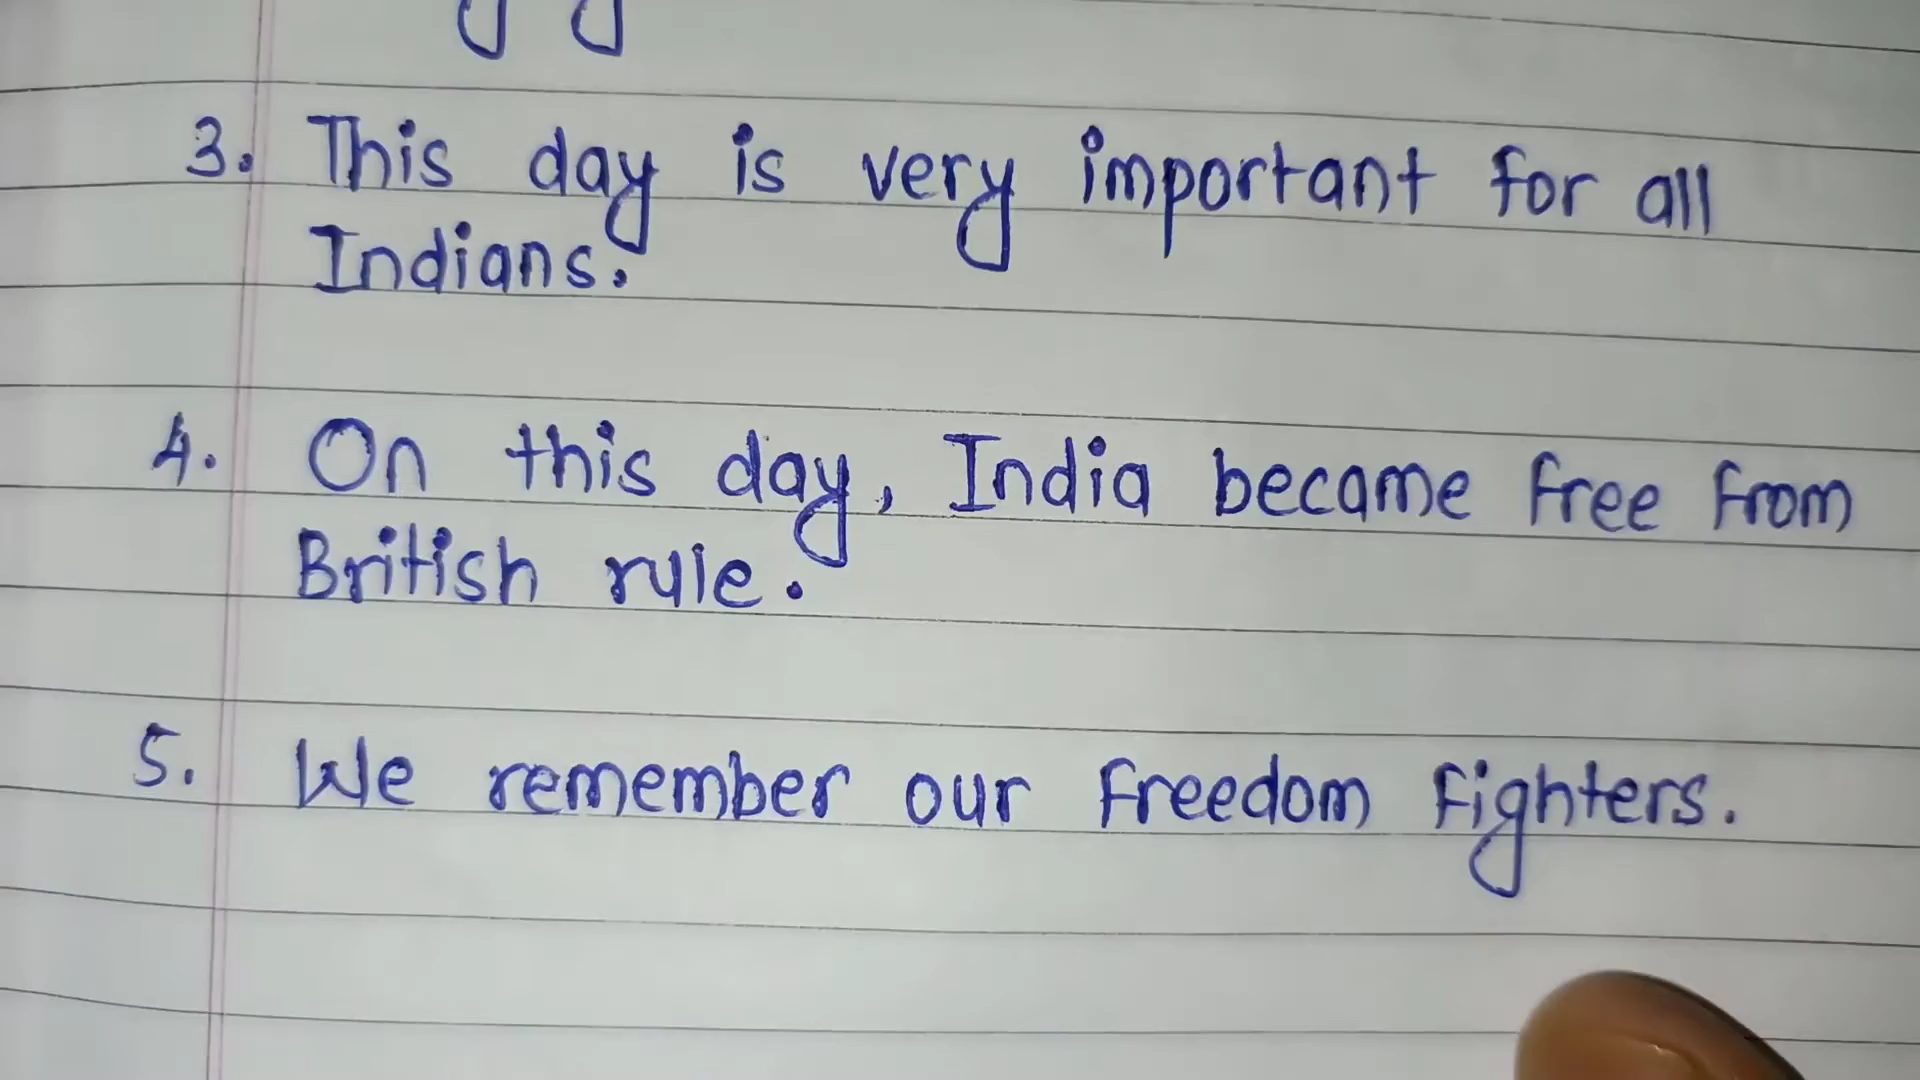 3. This day is very important for all
Indians.
4. On this day, India became free from
British rule.
5. We remember our freedom fighters.